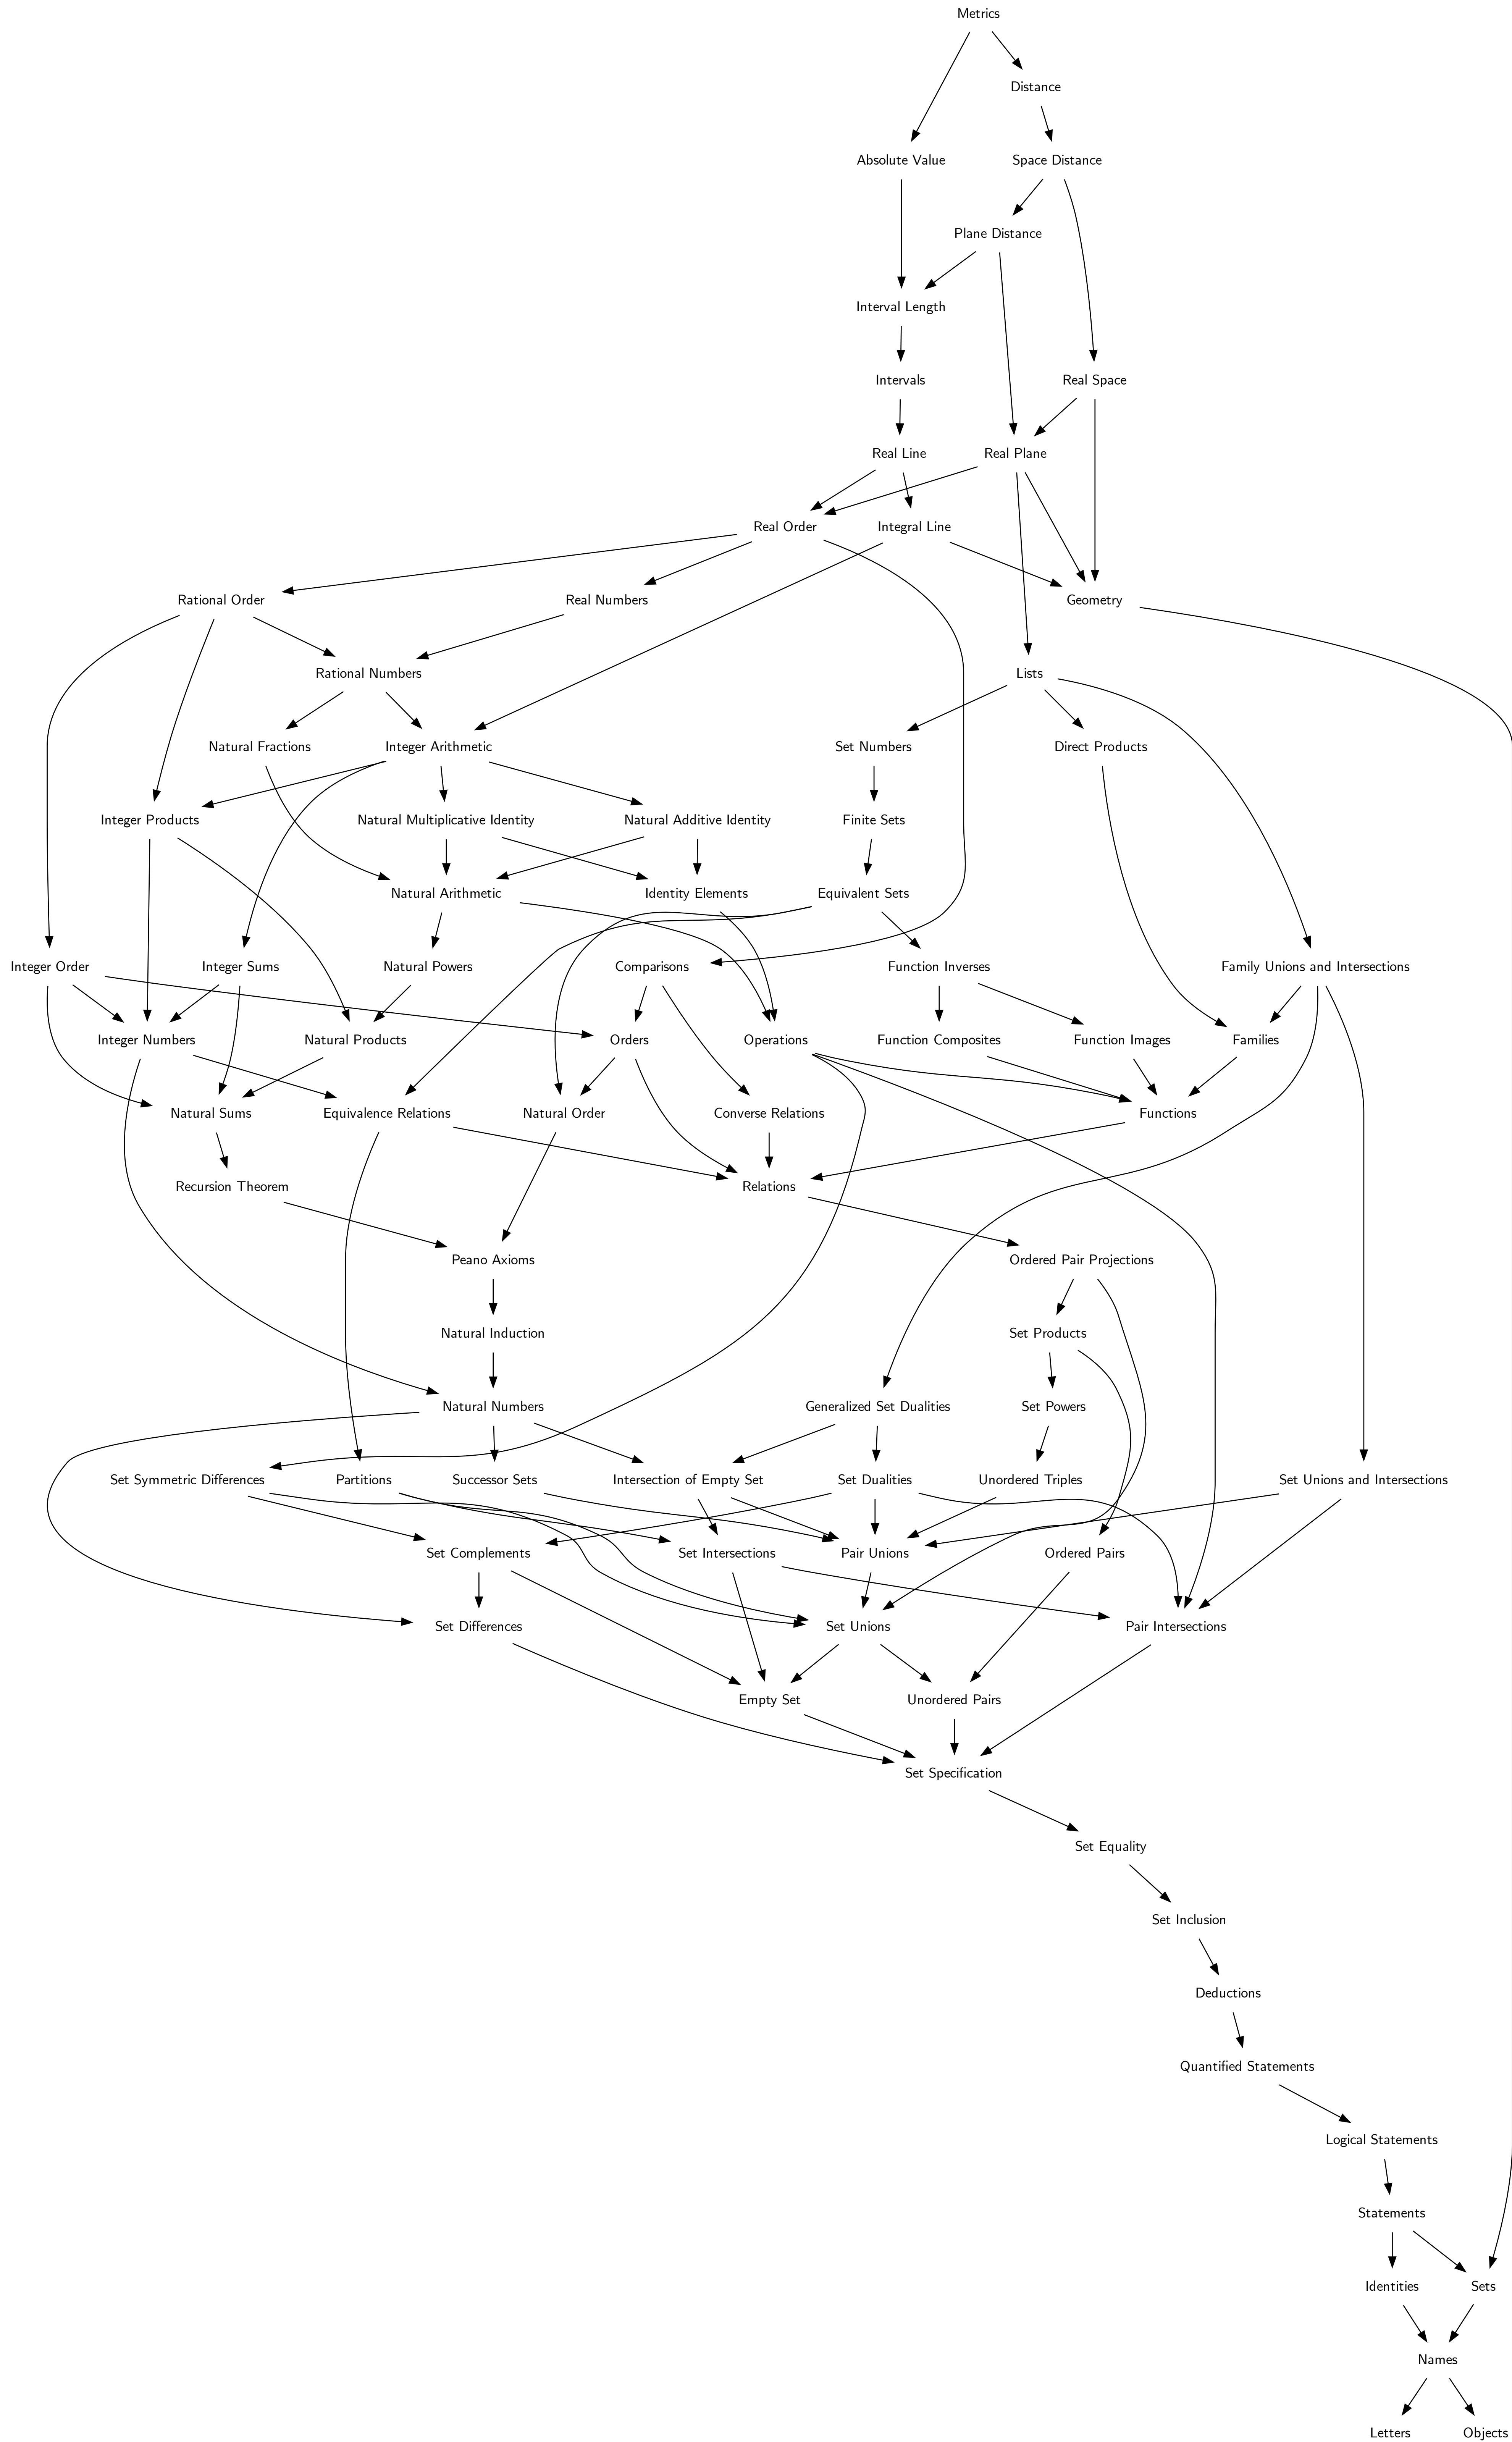 Metrics
Distance
Absolute Value
Space Distance
Plane Distance
Interval Length
Intervals
Real Space
Real Line
Real Plane
Real Order
Integral Line
Rational Order
Real Numbers
Geometry
Rational Numbers
Lists
Natural Fractions
Integer Arithmetic
Set Numbers
Direct Products
Integer Products
Natural Multiplicative Identity
Natural Additive Identity
Finite Sets
Natural Arithmetic
Identity Elements
Equivalent Sets
Integer Order
Integer Sums
Natural Powers
Comparisons
Function Inverses
Family Unions and Intersections
Integer Numbers
Natural Products
Orders
Operations
Function Composites
Function Images
Families
Natural Sums
Equivalence Relations
Natural Order
Converse Relations
Functions
Recursion Theorem
Relations
Peano Axioms
Ordered Pair Projections
Natural Induction
Set Products
Natural Numbers
Generalized Set Dualities
Set Powers
Set Symmetric Differences
Partitions
Successor Sets
Intersection of Empty Set
Set Dualities
Unordered Triples
Set Unions and Intersections
Set Complements
Set Intersections
Pair Unions
Ordered Pairs
Set Differences
Set Unions
Pair Intersections
Empty Set
Unordered Pairs
Set Specification
Set Equality
Set Inclusion
Deductions
Quantified Statements
Logical Statements
Statements
Identities
Sets
Names
Letters
Objects